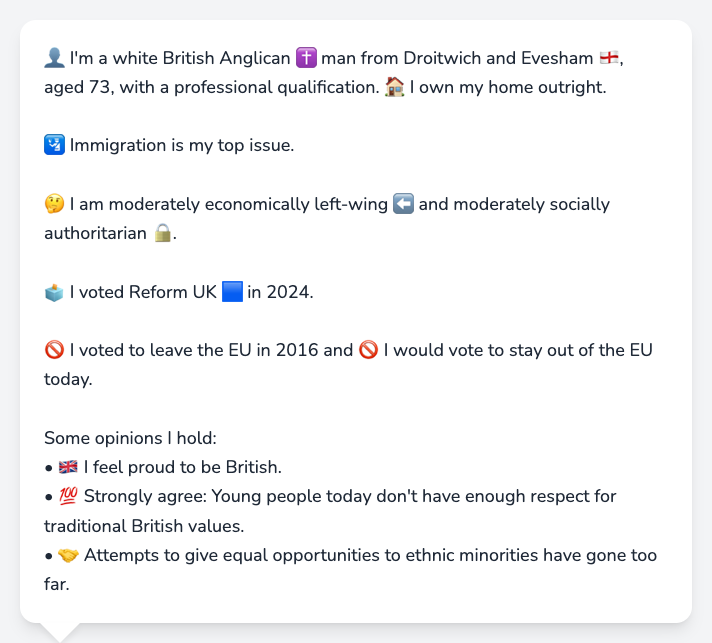 👤 I'm a white British Anglican ✝️ man from Droitwich and Evesham 🏴󠁧󠁢󠁥󠁮󠁧󠁿,
aged 73, with a professional qualification. 🏠 I own my home outright.
🛂 Immigration is my top issue.
🤔 I am moderately economically left-wing ⬅️ and moderately socially
authoritarian 🔒.
🗳️ I voted Reform UK 🟦 in 2024.
🚫 I voted to leave the EU in 2016 and 🚫 I would vote to stay out of the EU
today.
Some opinions I hold:
• 🇬🇧 I feel proud to be British.
• 💯 Strongly agree: Young people today don't have enough respect for
traditional British values.
• 🤝 Attempts to give equal opportunities to ethnic minorities have gone too
far.